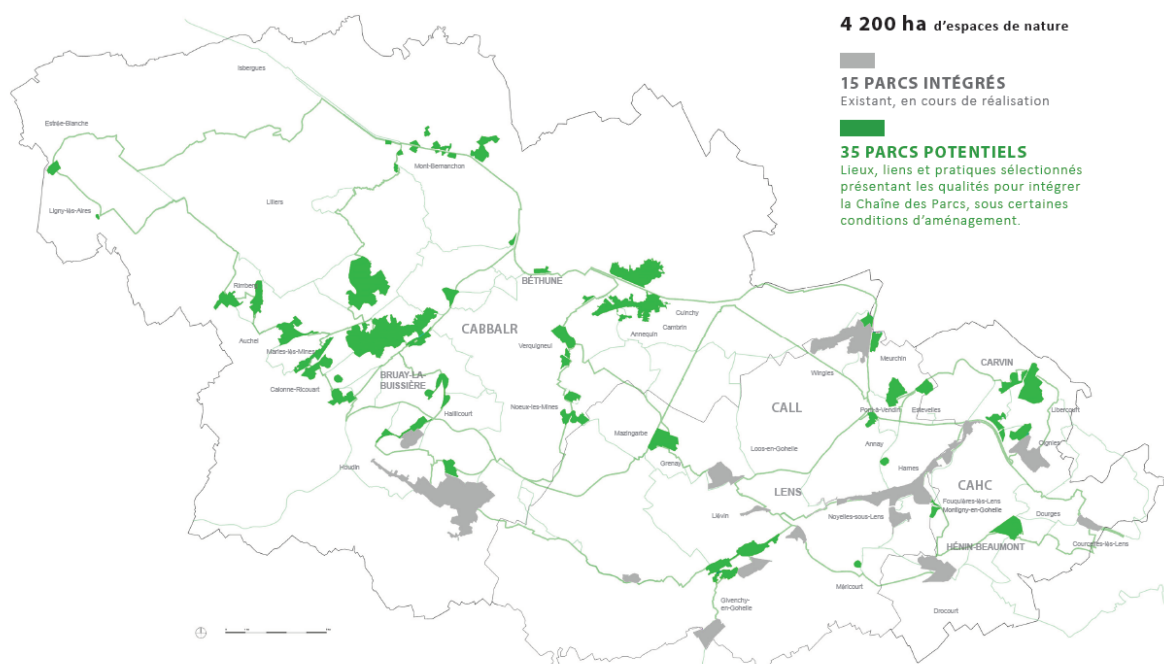 4 200 ha d'espaces de nature
15 PARCS INTÉGRÉS
Existant, en cours de réalisation
35 PARCS POTENTIELS
Lieux, liens et pratiques sélectionnés
présentant les qualités pour intégrer
la Chaîne des Parcs, sous certaines
conditions d'aménagement.
Isbergues
Estrée-Blanche
Mont-Bernanchon
Ligny-lès-Aires
Lillers
BÉTHUNE
Rimbert
Cuinchy
CABBALR
Cambrin
Annequin
Auchel
Verquigneul
Marles-lès-Mines
Meurchin
CARVIN
Wingles
BRUAY-LA-
BUISSIÈRE
Calonne-Ricouart
CALL
Noeux-les-Mines
Pont-à-Vendin
Estevelles
Libercourt
Haillicourt
Mazingarbe
Oignies
Annay
Loos-en-Gohelle
Grenay
Houdin
Harnes
CAHC
LENS
Fouquières-lès-Lens
Montigny-en-Gohelle
Liévin
Noyelles-sous-Lens
Dourges
HÉNIN-BEAUMONT
Courcelles-lès-Lens
Méricourt
Givenchy-
en-Gohelle
Drocourt